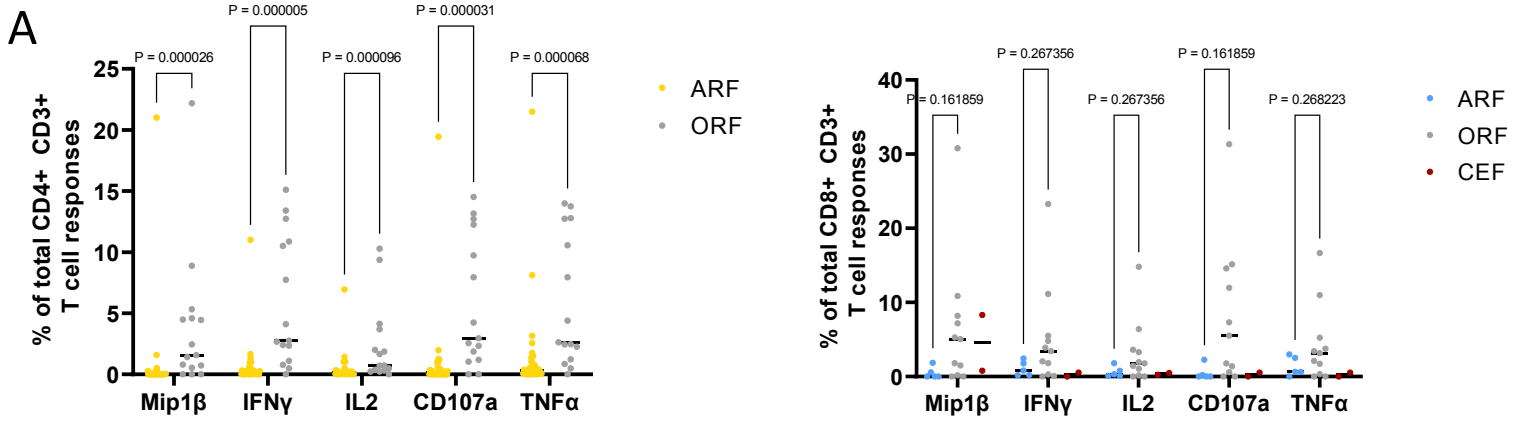 A
P = 0.000026
P = 0.000005
P = 0.000096
P = 0.000031
P = 0.000068
% of total CD4+ CD3+
T cell responses
25
20
15
10
5
0
Mip1β
IFNγ
IL2
CD107a
TNFα
ARF
ORF
P = 0.161859
P = 0.267356
P = 0.267356
P = 0.161859
P = 0.268223
% of total CD8+ CD3+
T cell responses
40
30
20
10
0
Mip1β
IFNγ
IL2
CD107a
TNFα
ARF
ORF
CEF